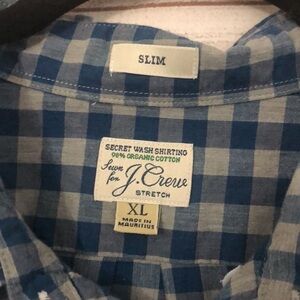 SLIM
SECRET WASH SHIRTING
98% ORGANIC COTTON
Sewn
for J.Crew
STRETCH
XL
MADE IN
MAURITIUS